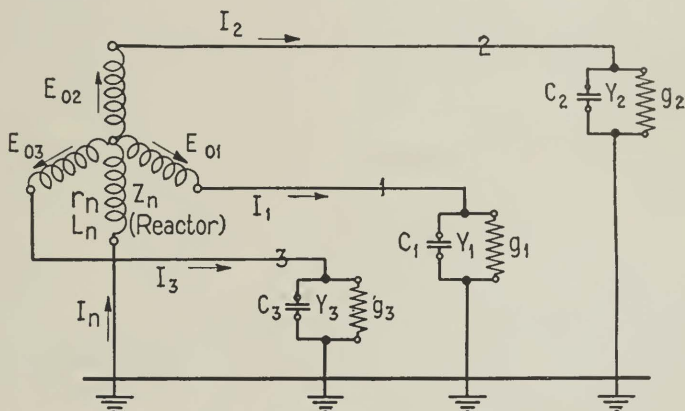 I2
2
E02
C2 Y2 g2
E03
E01
rn Zn
Ln (Reactor)
1
I1
C1 Y1 g1
3
I3
C3 Y3 g3
In